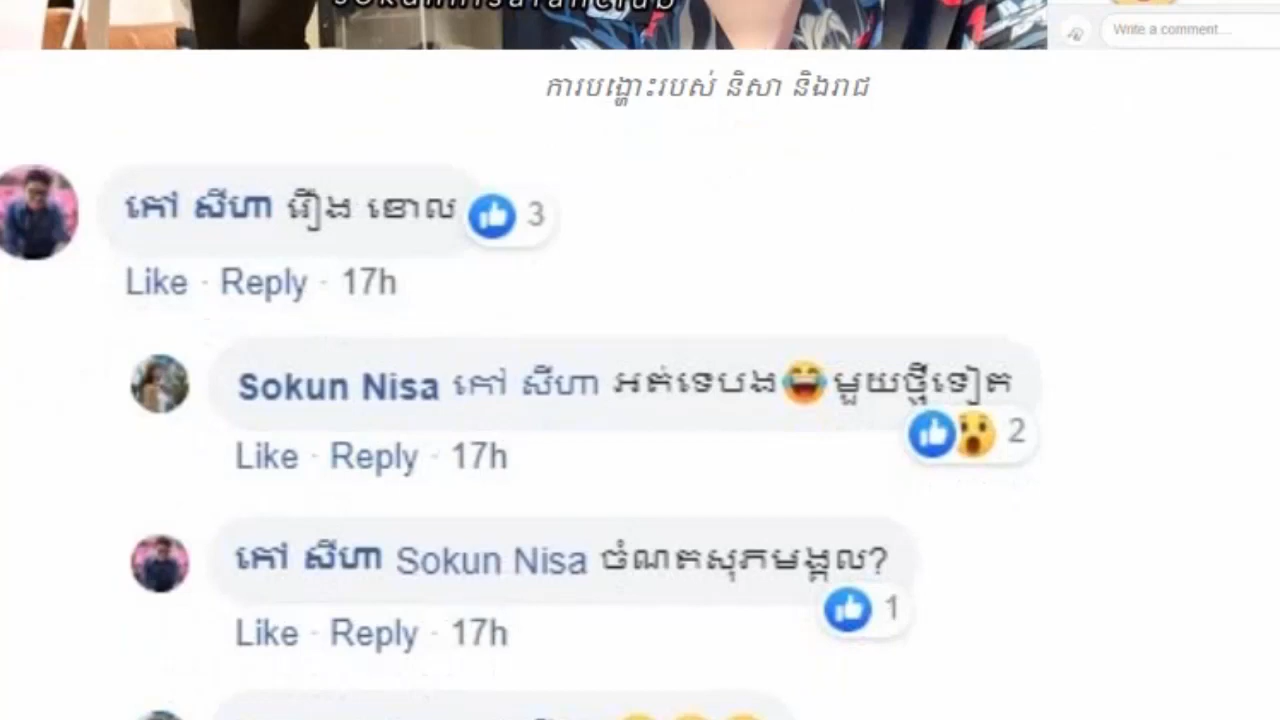 sokunnnisafanclub
Write a comment...
ការបង្ហោះរបស់ និសា និងរាជ
កៅ សីហា រឿង ខោល 3
Like · Reply · 17h
Sokun Nisa កៅ សីហា អត់ទេបង😂មួយថ្មីទៀត
2
Like · Reply · 17h
កៅ សីហា Sokun Nisa ចំណតសុភមង្គល?
1
Like · Reply · 17h